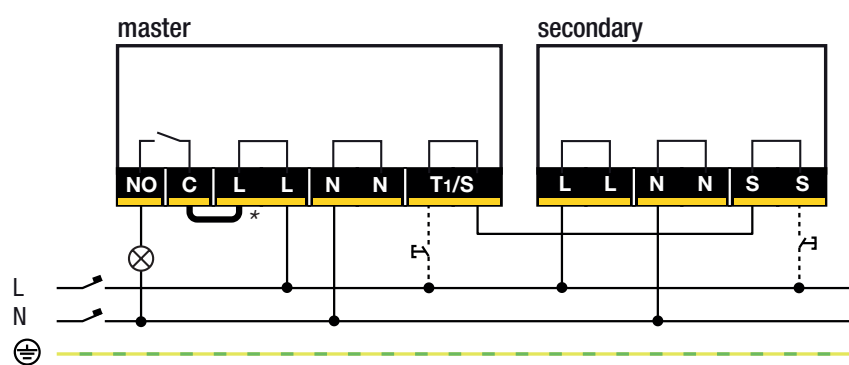 master
secondary
NO C L L N N T1/S
L L N N S S
*
L
N